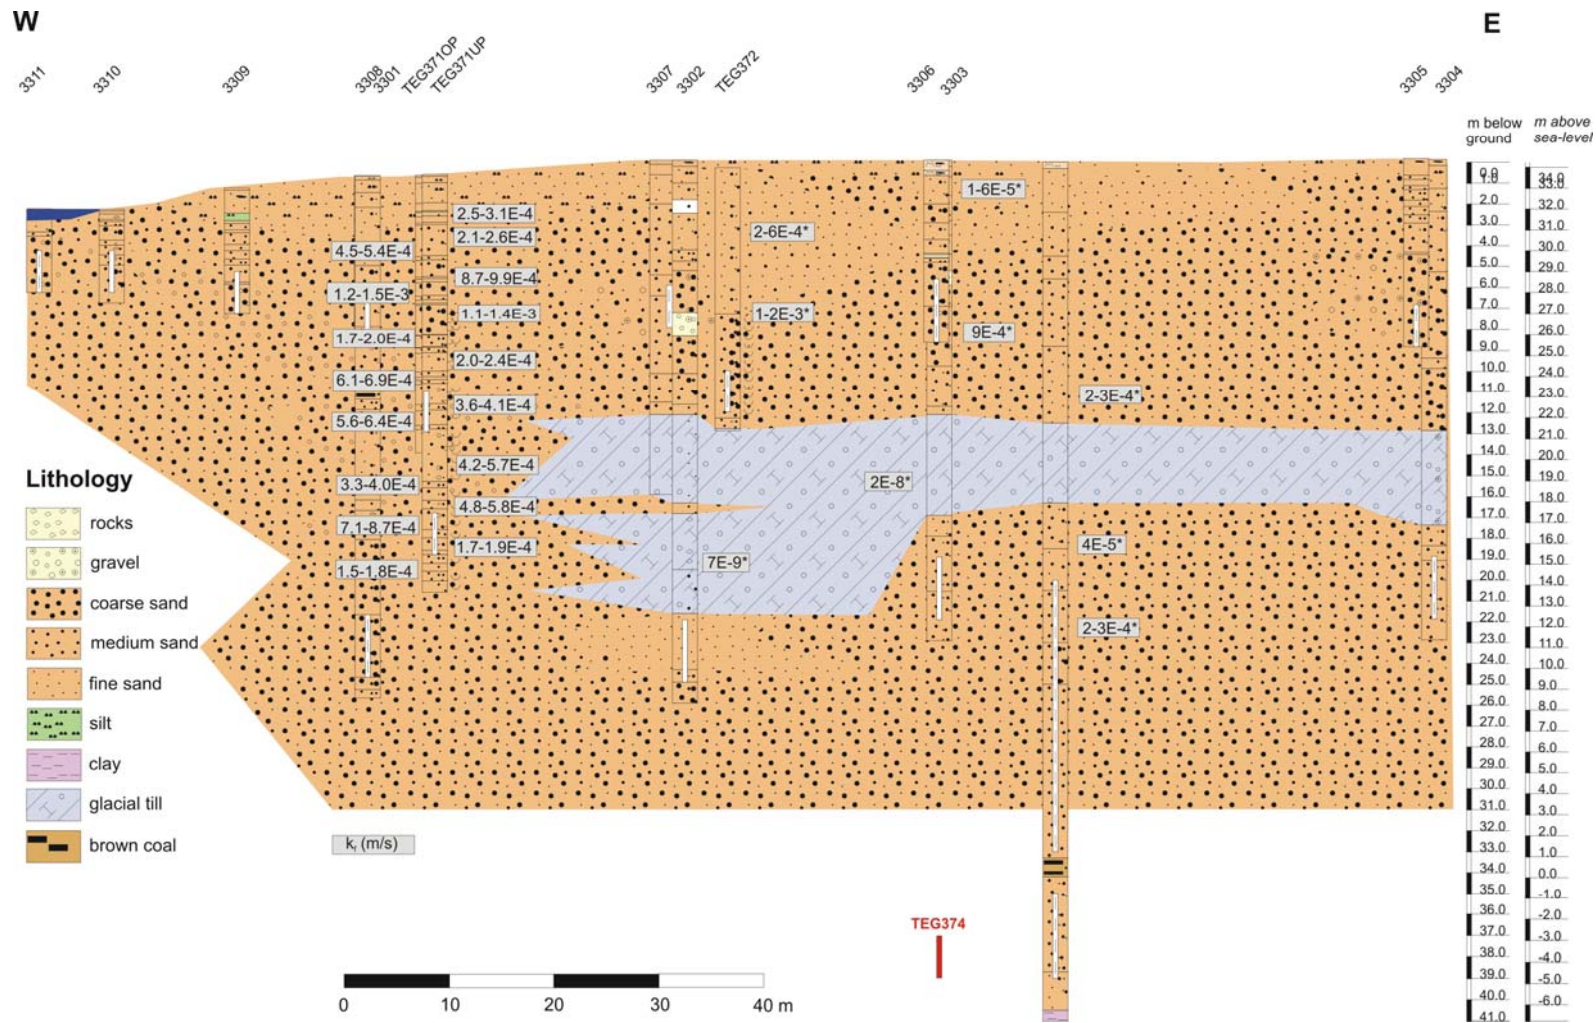 W
E
3311
3310
3309
3308
3301
TEG371OP
TEG371UP
3307
3302
TEG372
3306
3303
3305
3304
m below
ground
m above
sea-level
1-6E-5*
2.5-3.1E-4
2.1-2.6E-4
2-6E-4*
4.5-5.4E-4
8.7-9.9E-4
1.2-1.5E-3
1.1-1.4E-3
1-2E-3*
9E-4*
1.7-2.0E-4
2.0-2.4E-4
6.1-6.9E-4
2-3E-4*
3.6-4.1E-4
5.6-6.4E-4
4.2-5.7E-4
3.3-4.0E-4
2E-8*
4.8-5.8E-4
7.1-8.7E-4
1.7-1.9E-4
4E-5*
7E-9*
1.5-1.8E-4
2-3E-4*
Lithology
rocks
gravel
coarse sand
medium sand
fine sand
silt
clay
glacial till
brown coal
kf (m/s)
TEG374
0
10
20
30
40 m
0.0
1.0
2.0
3.0
4.0
5.0
6.0
7.0
8.0
9.0
10.0
11.0
12.0
13.0
14.0
15.0
16.0
17.0
18.0
19.0
20.0
21.0
22.0
23.0
24.0
25.0
26.0
27.0
28.0
29.0
30.0
31.0
32.0
33.0
34.0
35.0
36.0
37.0
38.0
39.0
40.0
41.0
34.0
33.0
32.0
31.0
30.0
29.0
28.0
27.0
26.0
25.0
24.0
23.0
22.0
21.0
20.0
19.0
18.0
17.0
16.0
15.0
14.0
13.0
12.0
11.0
10.0
9.0
8.0
7.0
6.0
5.0
4.0
3.0
2.0
1.0
0.0
-1.0
-2.0
-3.0
-4.0
-5.0
-6.0